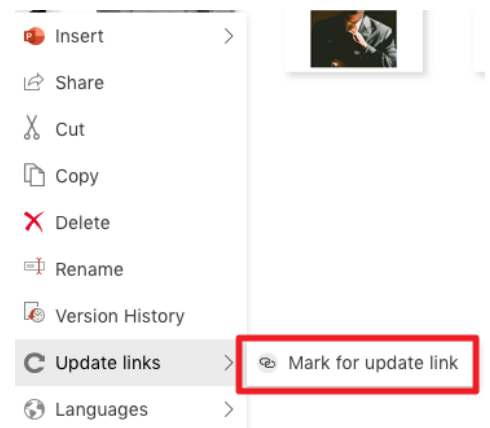 Insert
Share
Cut
Copy
Delete
Rename
Version History
Update links
Mark for update link
Languages